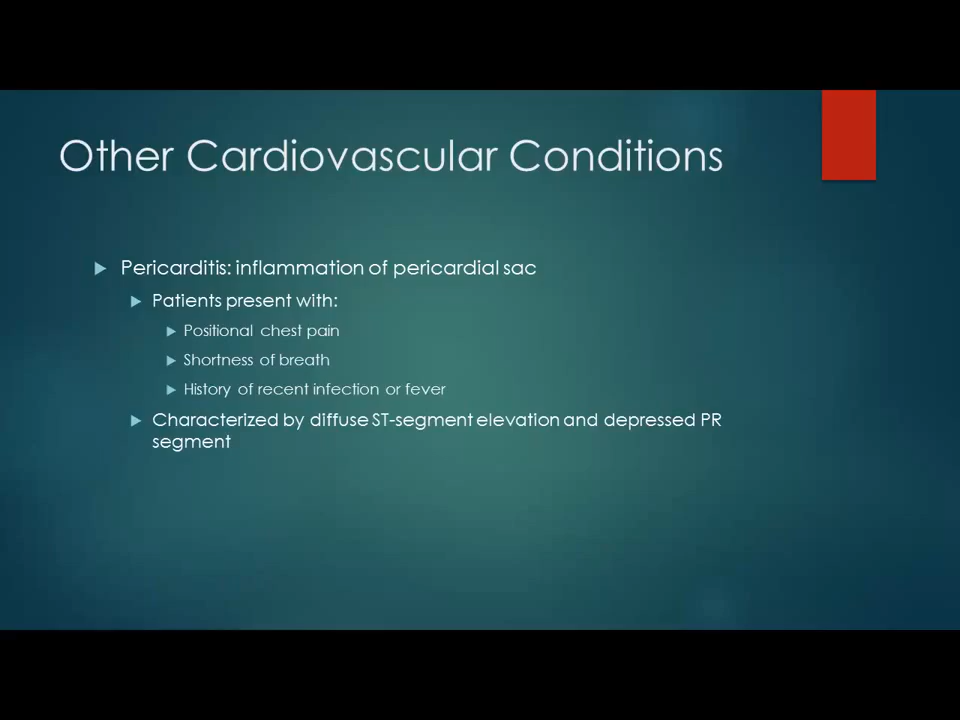 Other Cardiovascular Conditions
Pericarditis: inflammation of pericardial sac
Patients present with:
Positional chest pain
Shortness of breath
History of recent infection or fever
Characterized by diffuse ST-segment elevation and depressed PR
segment